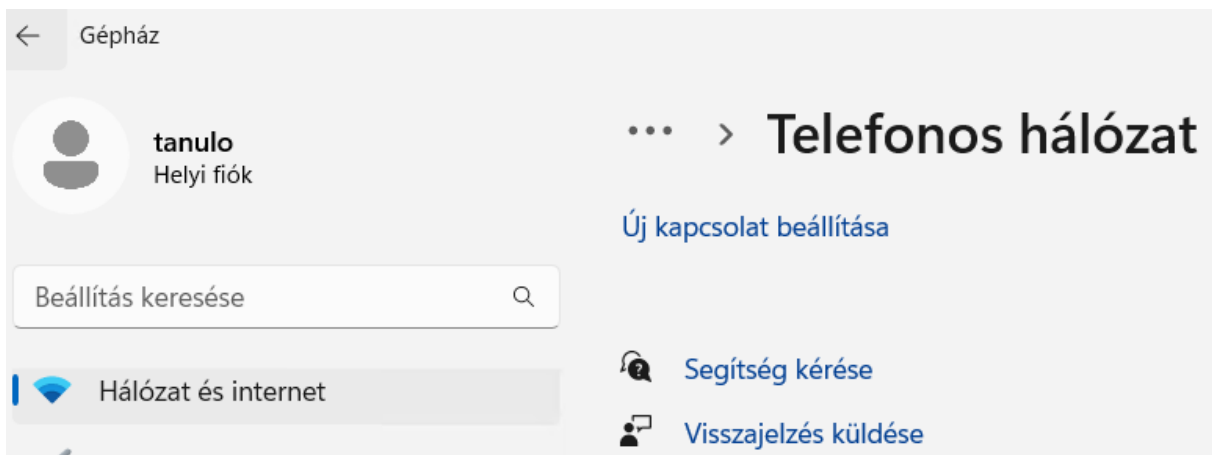 Gépház
tanulo
Helyi fiók
Beállítás keresése
Hálózat és internet
... > Telefonos hálózat
Új kapcsolat beállítása
Segítség kérése
Visszajelzés küldése